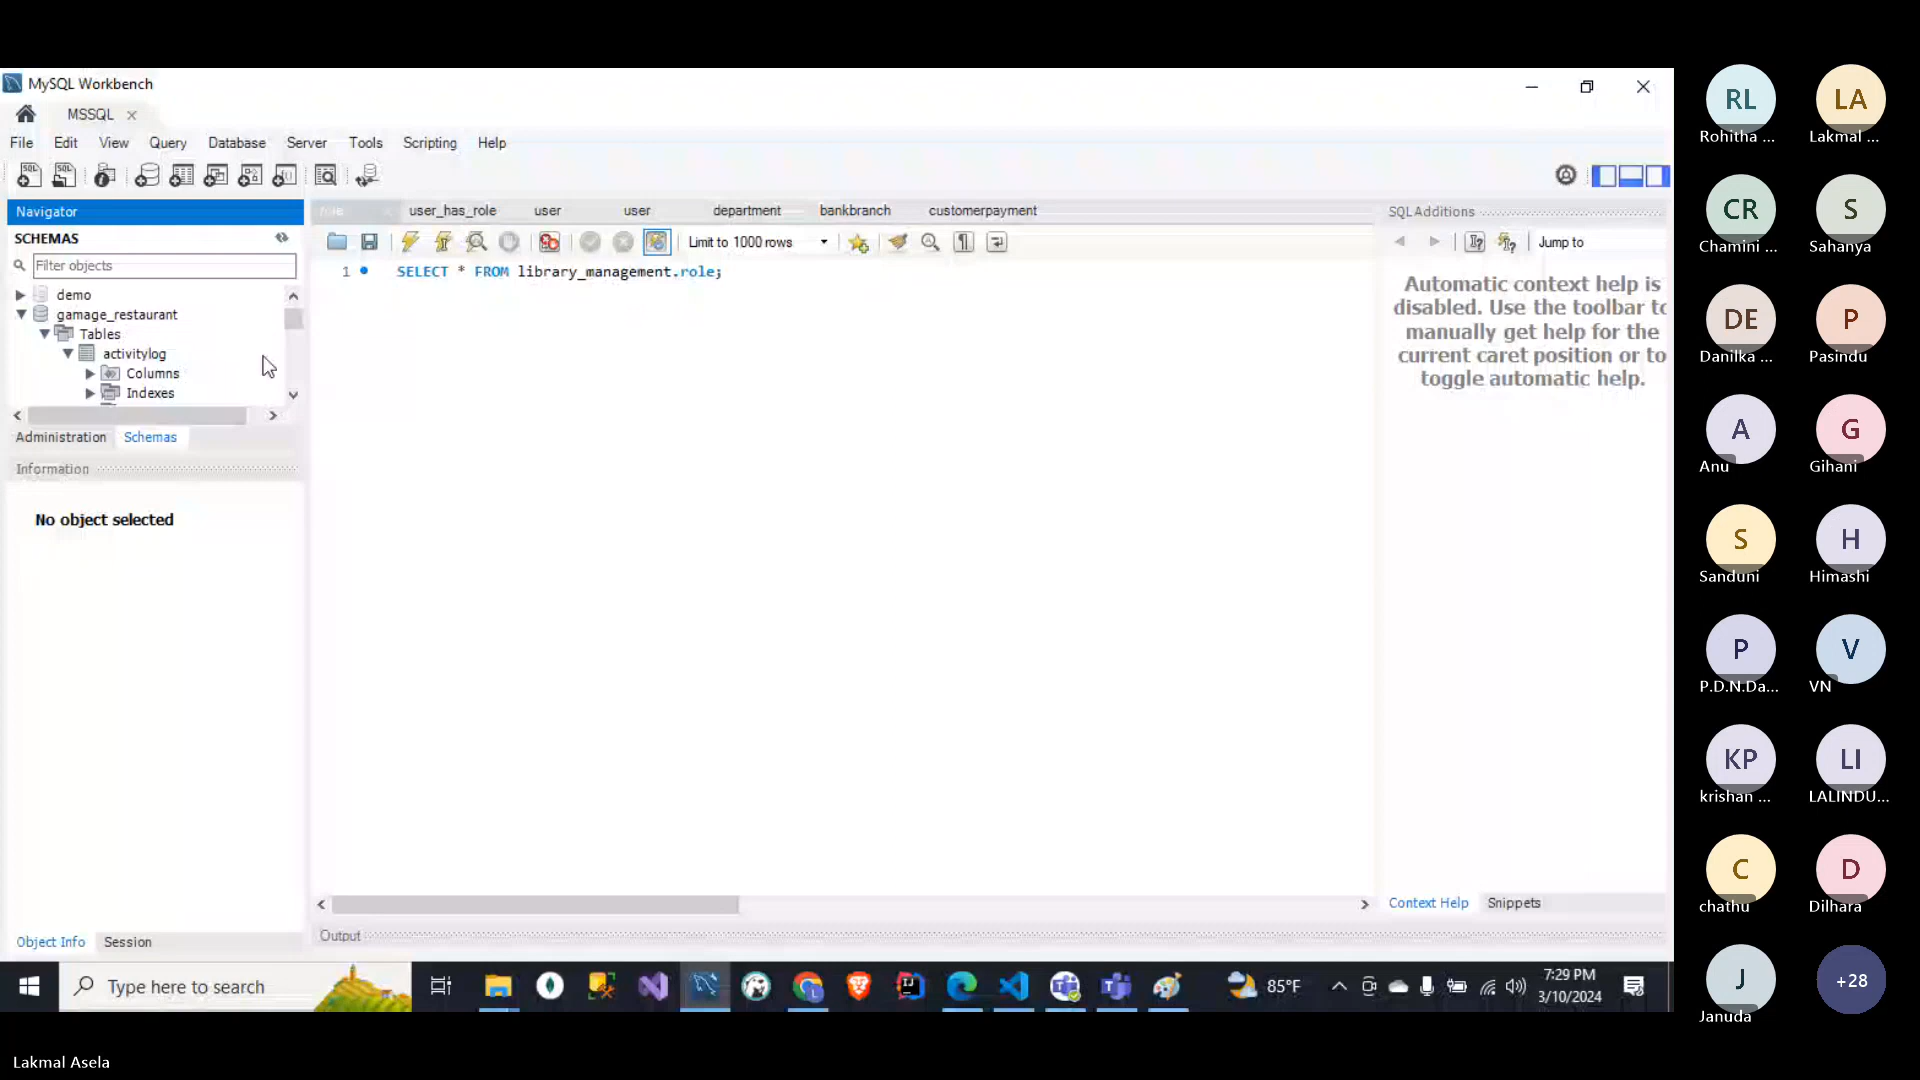 MySQL Workbench
MSSQL
File Edit View Query Database Server Tools Scripting Help
Navigator
SCHEMAS
Filter objects
demo
gamage_restaurant
Tables
activitylog
Columns
Indexes
Administration Schemas
Information
No object selected
Object Info Session
user_has_role user user department bankbranch customerpayment
Limit to 1000 rows
1 SELECT * FROM library_management.role;
Output
SQLAdditions
Jump to
Automatic context help is
disabled. Use the toolbar to
manually get help for the
current caret position or to
toggle automatic help.
Context Help Snippets
Type here to search
85°F
7:29 PM
3/10/2024
RL
Rohitha ...
LA
Lakmal ...
CR
Chamini ...
S
Sahanya
DE
Danilka ...
P
Pasindu
A
Anu
G
Gihani
S
Sanduni
H
Himashi
P
P.D.N.Da...
V
VN
KP
krishan ...
LI
LALINDU...
C
chathu
D
Dilhara
J
Januda
+28
Lakmal Asela